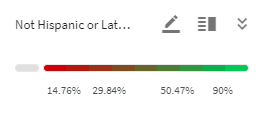 Not Hispanic or Lat…
14.76% 29.84% 50.47% 90%